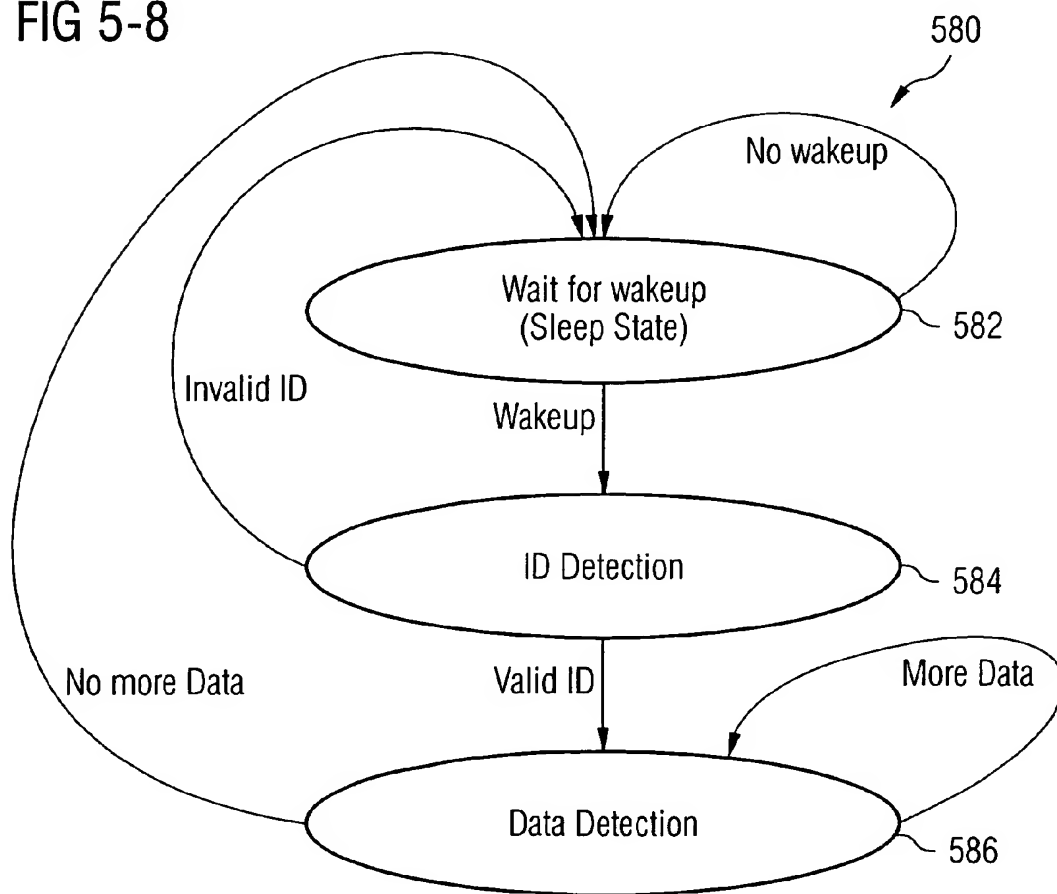 FIG 5-8
580
No wakeup
Wait for wakeup
(Sleep State)
582
Invalid ID
Wakeup
ID Detection
584
No more Data
Valid ID
More Data
Data Detection
586